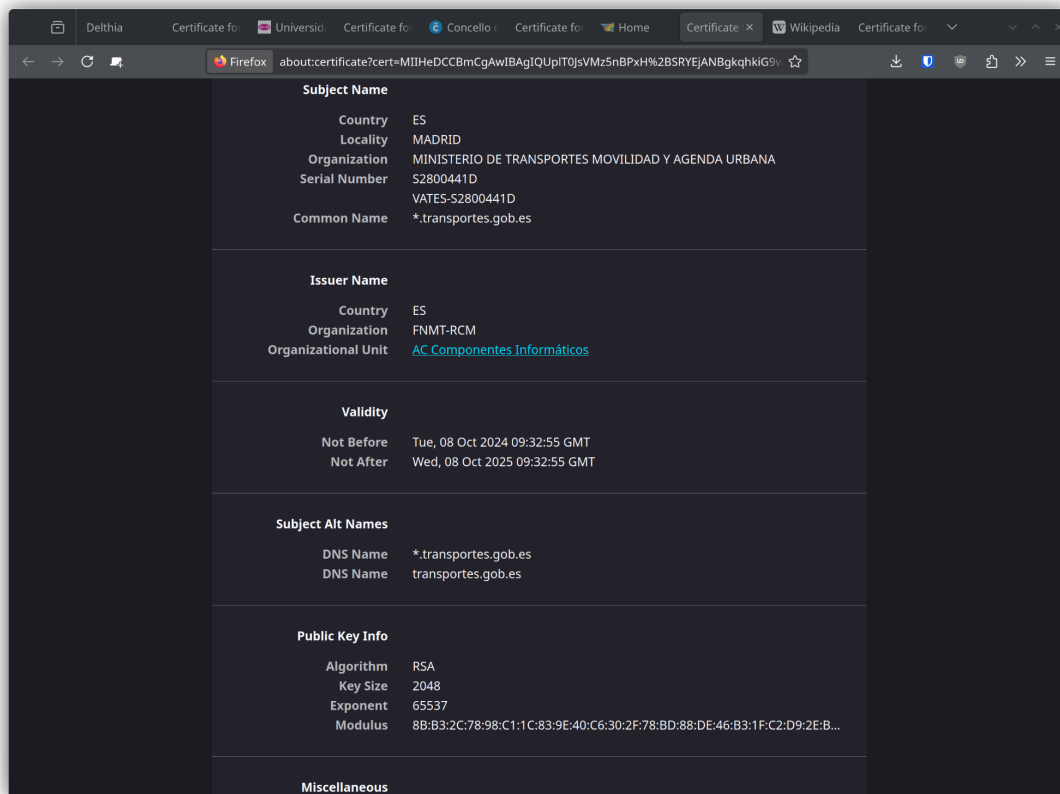 Delthia
Certificate fo
Universid
Certificate fo
Concello c
Certificate fo
Home
Certificate
Wikipedia
Certificate fo
Firefox about:certificate?cert=MIIHeDCCBmCgAwIBAgIQUplT0JsVMz5nBPxH%2BSRYEjANBgkqhkiG9w
Subject Name
Country ES
Locality MADRID
Organization MINISTERIO DE TRANSPORTES MOVILIDAD Y AGENDA URBANA
Serial Number S2800441D
VATES-S2800441D
Common Name *.transportes.gob.es
Issuer Name
Country ES
Organization FNMT-RCM
Organizational Unit AC Componentes Informáticos
Validity
Not Before Tue, 08 Oct 2024 09:32:55 GMT
Not After Wed, 08 Oct 2025 09:32:55 GMT
Subject Alt Names
DNS Name *.transportes.gob.es
DNS Name transportes.gob.es
Public Key Info
Algorithm RSA
Key Size 2048
Exponent 65537
Modulus 8B:B3:2C:78:98:C1:1C:83:9E:40:C6:30:2F:78:BD:88:DE:46:B3:1F:C2:D9:2E:B...
Miscellaneous